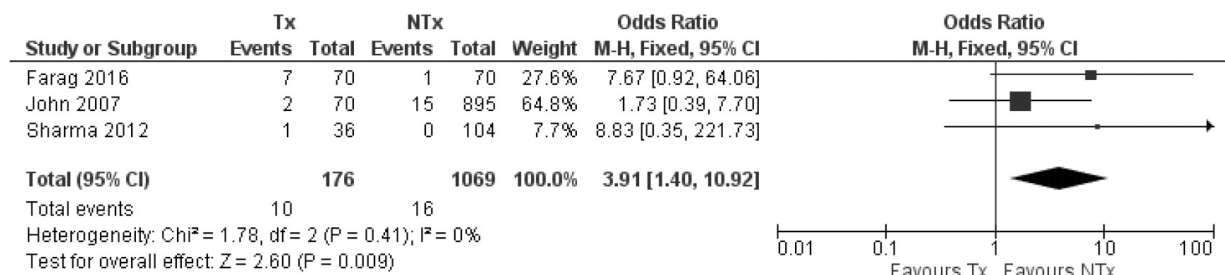 Tx NTx Odds Ratio Odds Ratio
Study or Subgroup Events Total Events Total Weight M-H, Fixed, 95% CI M-H, Fixed, 95% CI
Farag 2016 7 70 1 70 27.6% 7.67 [0.92, 64.06]
John 2007 2 70 15 895 64.8% 1.73 [0.39, 7.70]
Sharma 2012 1 36 0 104 7.7% 8.83 [0.35, 221.73]
Total (95% CI) 176 1069 100.0% 3.91 [1.40, 10.92]
Total events 10 16
Heterogeneity: Chi² = 1.78, df = 2 (P = 0.41); I² = 0%
Test for overall effect: Z = 2.60 (P = 0.009)
0.01 0.1 1 10 100
Favours Tx Favours NTx